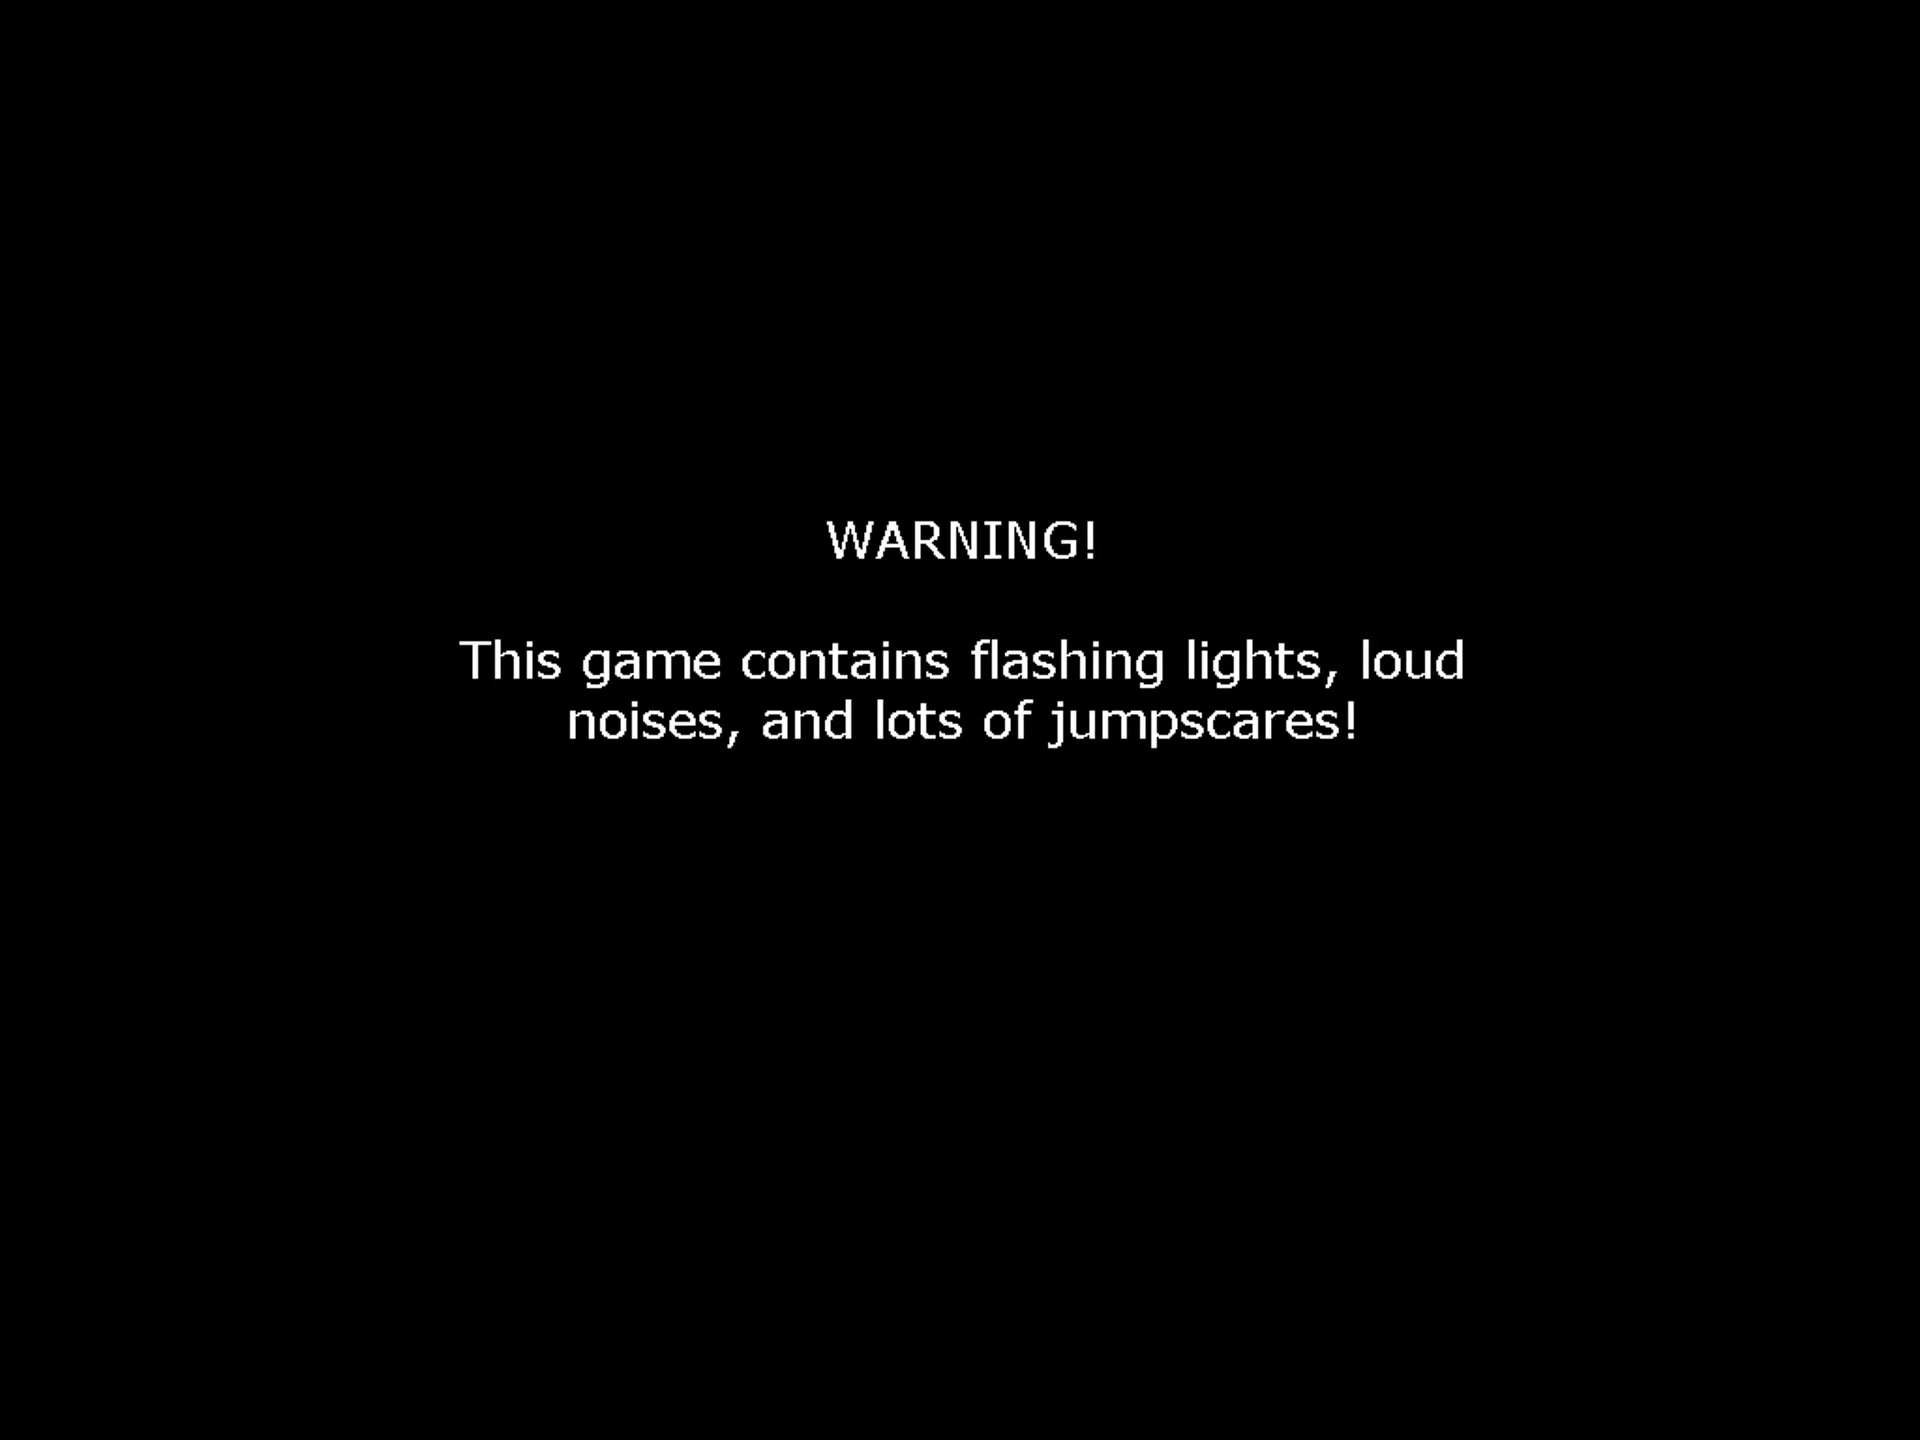 WARNING!
This game contains flashing lights, loud
noises, and lots of jumpscares!